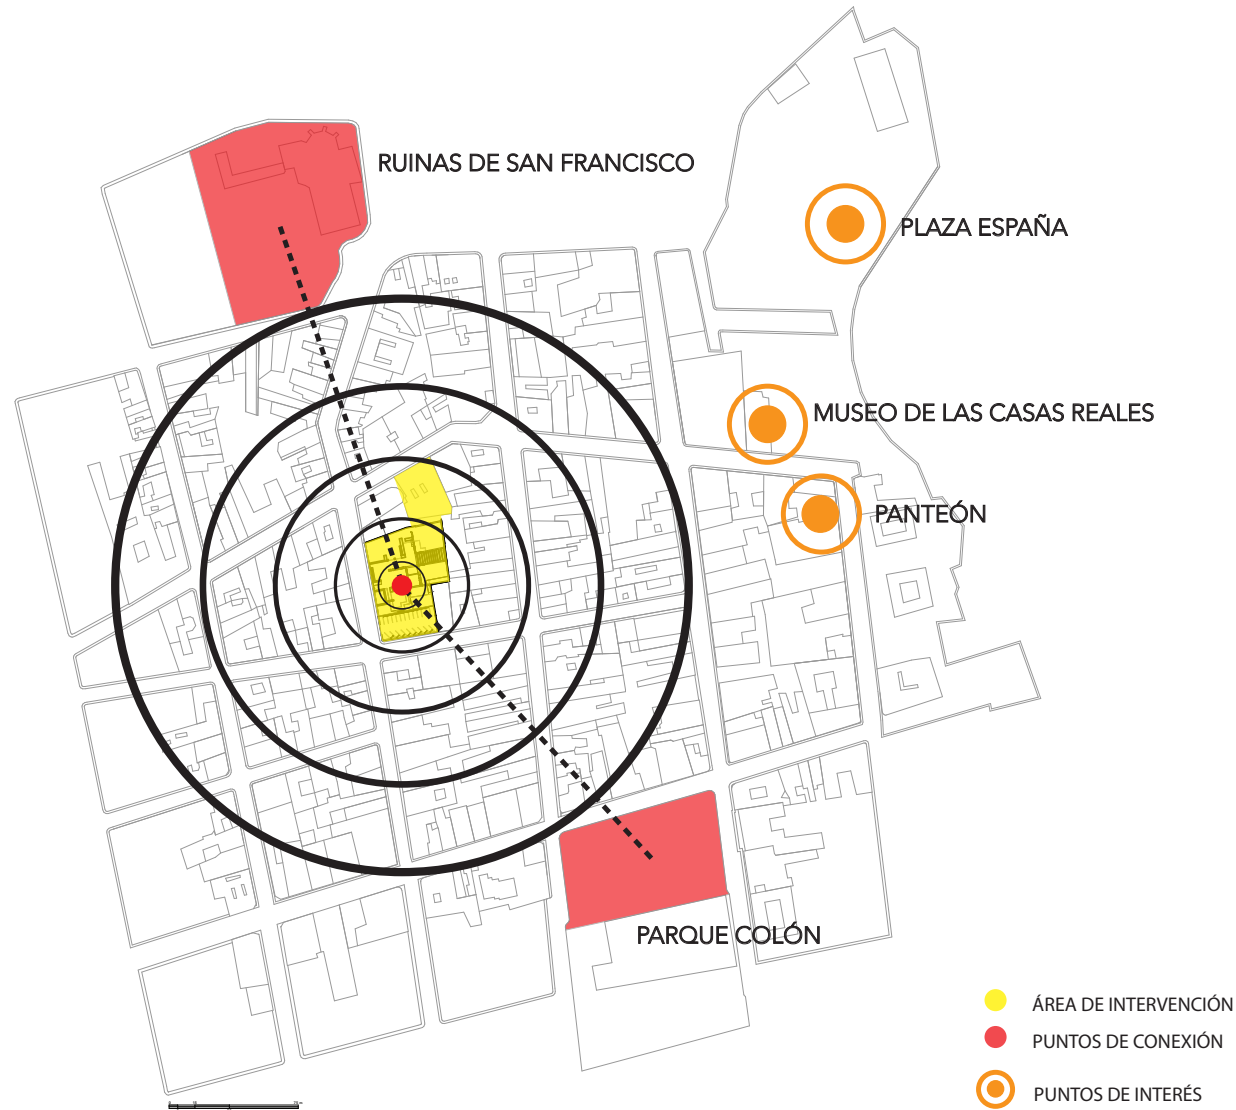 RUINAS DE SAN FRANCISCO
PLAZA ESPAÑA
MUSEO DE LAS CASAS REALES
PANTEÓN
PARQUE COLÓN
ÁREA DE INTERVENCIÓN
PUNTOS DE CONEXIÓN
PUNTOS DE INTERÉS